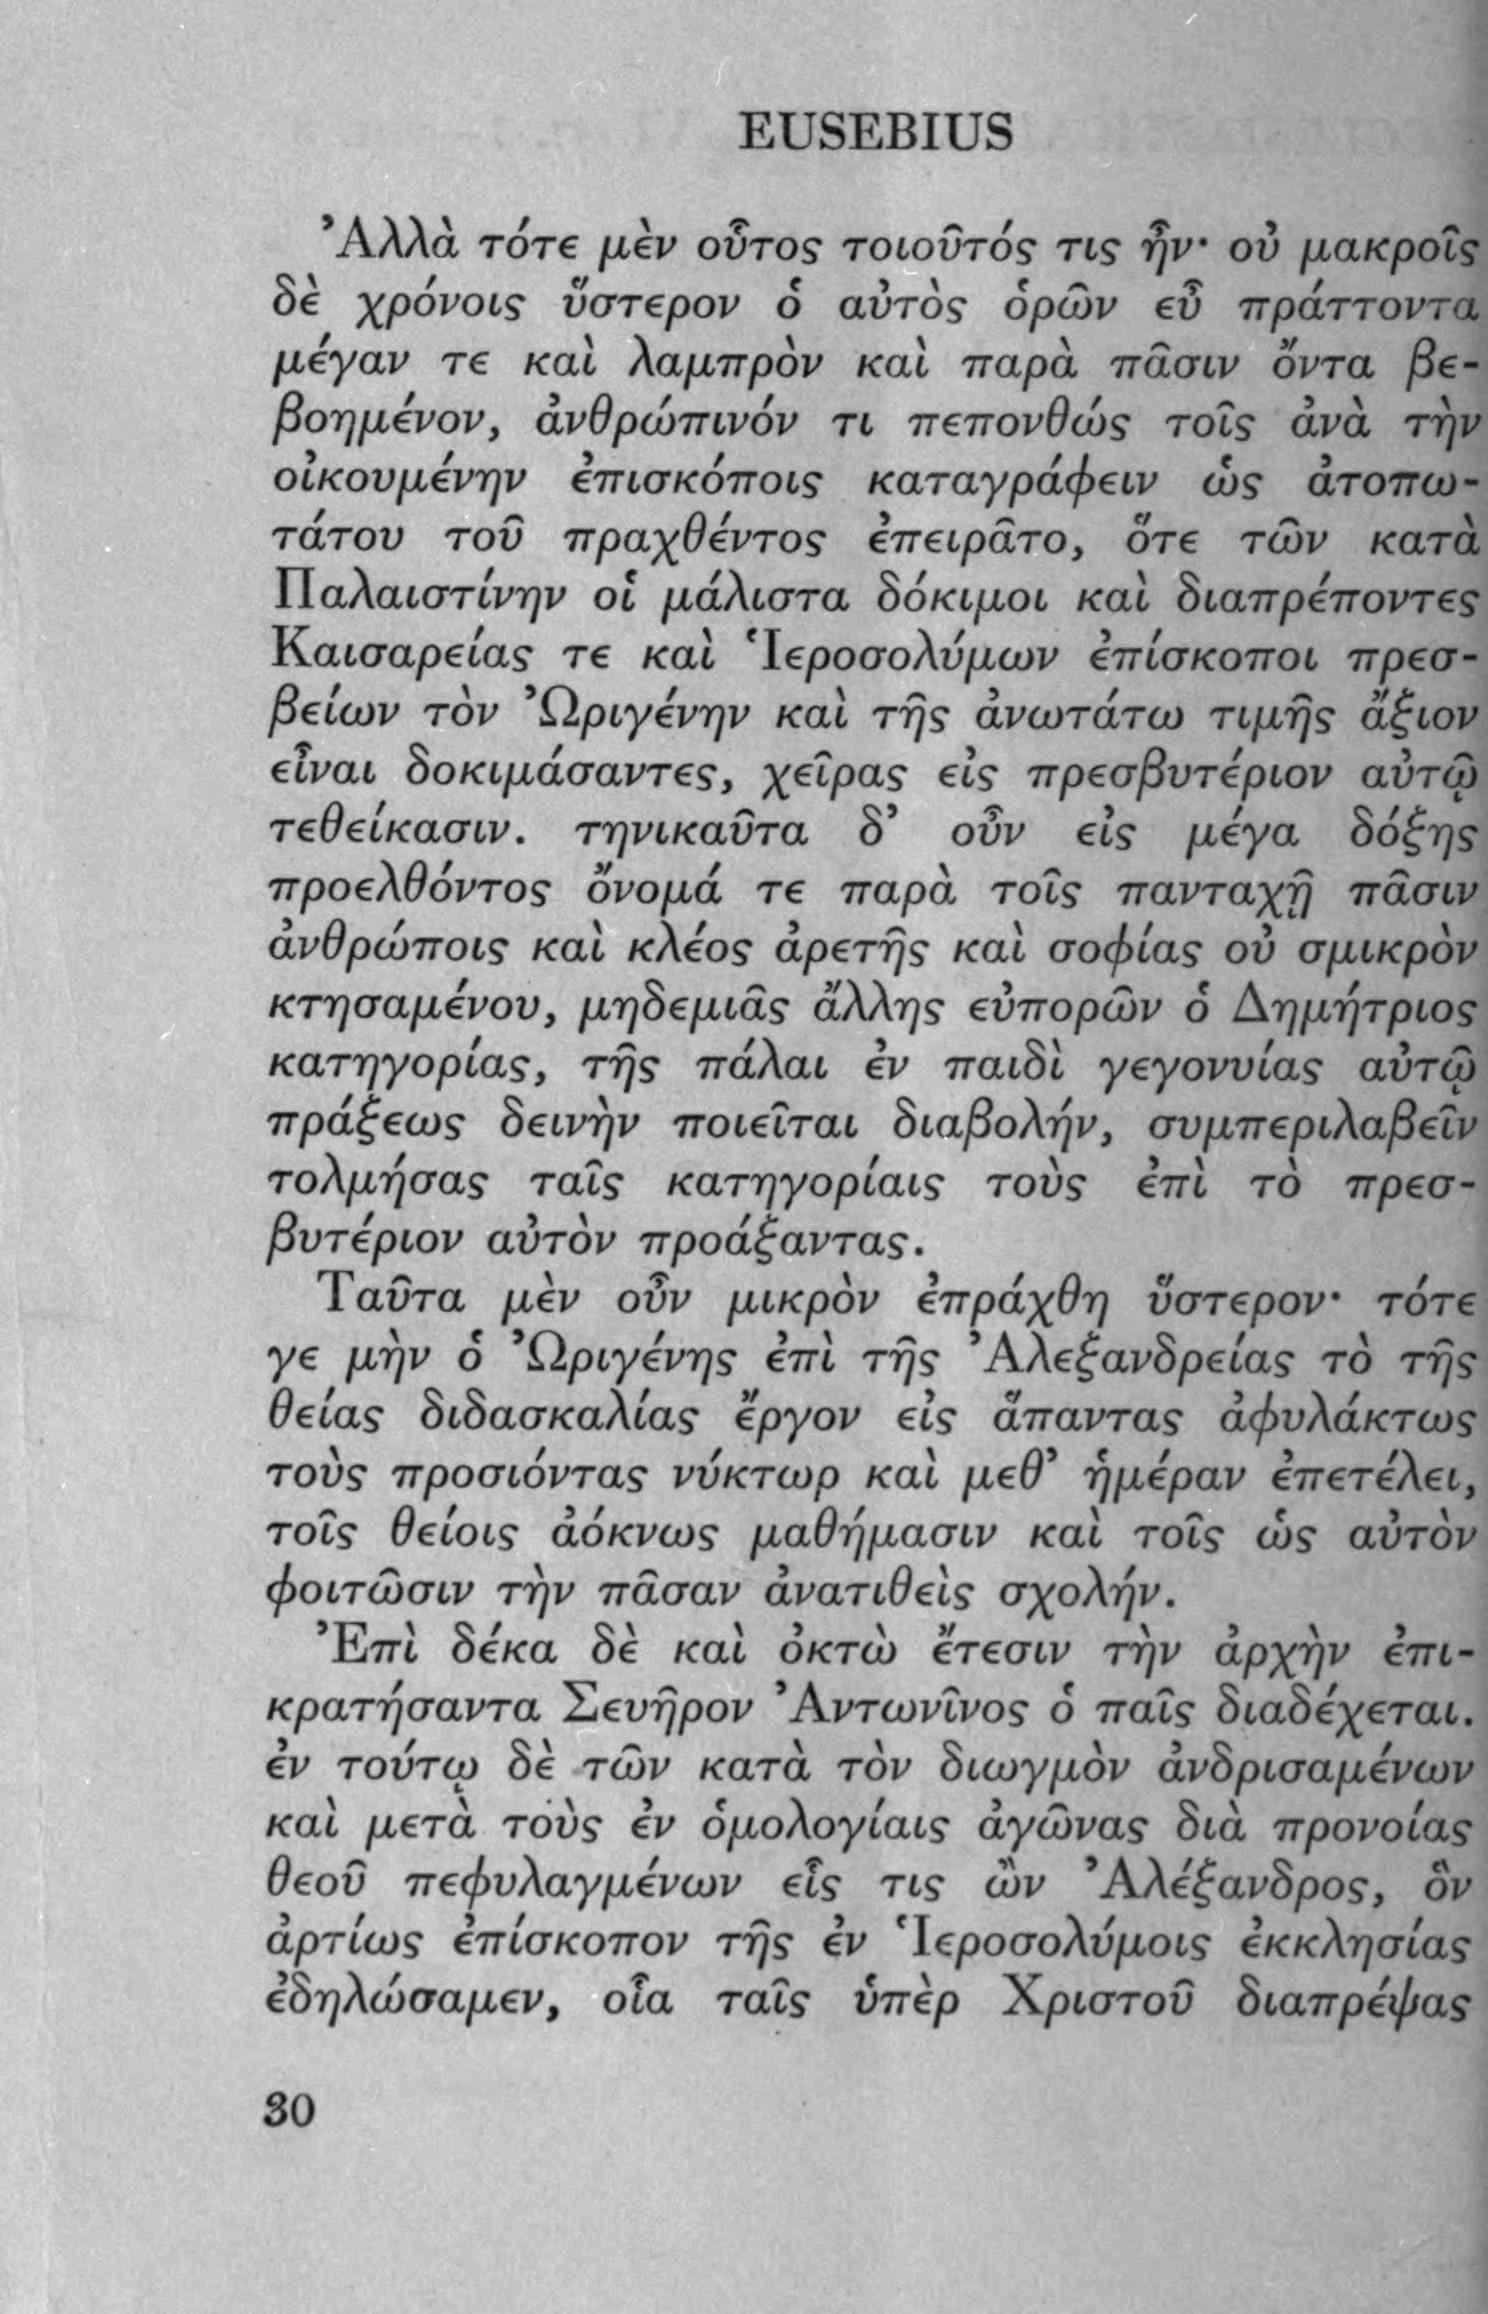 EUSEBIUS
Ἀλλὰ τότε μὲν οὗτος τοιοῦτός τις ἦν· οὐ μακροῖς
δὲ χρόνοις ὕστερον ὁ αὐτὸς ὁρῶν εὖ πράττοντα
μέγαν τε καὶ λαμπρὸν καὶ παρὰ πᾶσιν ὄντα βε-
βοημένον, ἀνθρώπινόν τι πεπονθώς τοῖς ἀνὰ τὴν
οἰκουμένην ἐπισκόποις καταγράφειν ὡς ἀτοπω-
τάτου τοῦ πραχθέντος ἐπειρᾶτο, ὅτε τῶν κατὰ
Παλαιστίνην οἱ μάλιστα δόκιμοι καὶ διαπρέποντες
Καισαρείας τε καὶ Ἱεροσολύμων ἐπίσκοποι πρεσ-
βείων τὸν Ὠριγένην καὶ τῆς ἀνωτάτω τιμῆς ἄξιον
εἶναι δοκιμάσαντες, χεῖρας εἰς πρεσβυτέριον αὐτῷ
τεθείκασιν. τηνικαῦτα δ’ οὖν εἰς μέγα δόξης
προελθόντος ὄνομά τε παρὰ τοῖς πανταχῇ πᾶσιν
ἀνθρώποις καὶ κλέος ἀρετῆς καὶ σοφίας οὐ σμικρὸν
κτησαμένου, μηδεμιᾶς ἄλλης εὐπορῶν ὁ Δημήτριος
κατηγορίας, τῆς πάλαι ἐν παιδὶ γεγονυίας αὐτῷ
πράξεως δεινὴν ποιεῖται διαβολήν, συμπεριλαβεῖν
τολμήσας ταῖς κατηγορίαις τοὺς ἐπὶ τὸ πρεσ-
βυτέριον αὐτὸν προάξαντας.
Ταῦτα μὲν οὖν μικρὸν ἐπράχθη ὕστερον· τότε
γε μὴν ὁ Ὠριγένης ἐπὶ τῆς Ἀλεξανδρείας τὸ τῆς
θείας διδασκαλίας ἔργον εἰς ἅπαντας ἀφυλάκτως
τοὺς προσιόντας νύκτωρ καὶ μεθ’ ἡμέραν ἐπετέλει,
τοῖς θείοις ἀόκνως μαθήμασιν καὶ τοῖς ὡς αὐτὸν
φοιτῶσιν τὴν πᾶσαν ἀνατιθεὶς σχολήν.
Ἐπὶ δέκα δὲ καὶ ὀκτὼ ἔτεσιν τὴν ἀρχὴν ἐπι-
κρατήσαντα Σευῆρον Ἀντωνῖνος ὁ παῖς διαδέχεται.
ἐν τούτῳ δὲ τῶν κατὰ τὸν διωγμὸν ἀνδρισαμένων
καὶ μετὰ τοὺς ἐν ὁμολογίαις ἀγῶνας διὰ προνοίας
θεοῦ πεφυλαγμένων εἷς τις ὢν Ἀλέξανδρος, ὃν
ἀρτίως ἐπίσκοπον τῆς ἐν Ἱεροσολύμοις ἐκκλησίας
ἐδηλώσαμεν, οἷα ταῖς ὑπὲρ Χριστοῦ διαπρέψας
30